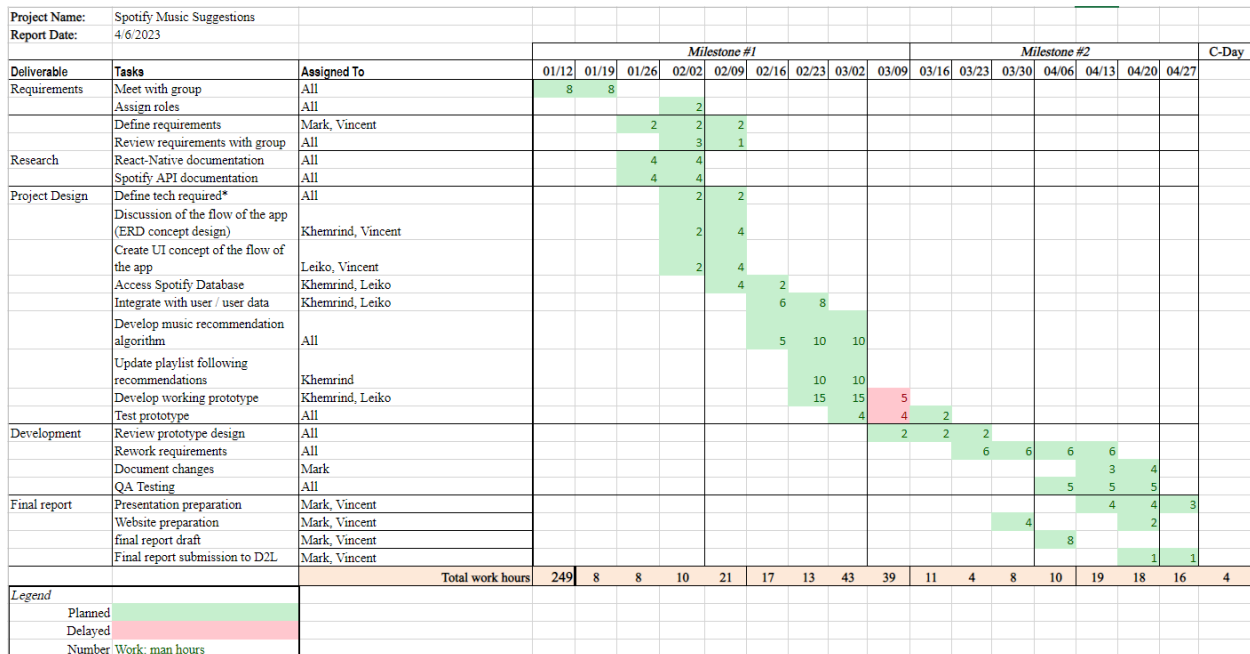 Project Name: Spotify Music Suggestions
Report Date: 4/6/2023
Milestone #1 Milestone #2 C-Day
Deliverable Tasks Assigned To 01/12 01/19 01/26 02/02 02/09 02/16 02/23 03/02 03/09 03/16 03/23 03/30 04/06 04/13 04/20 04/27
Requirements Meet with group All 8 8
Assign roles All 2
Define requirements Mark, Vincent 2 2 2
Review requirements with group All 3 1
Research React-Native documentation All 4 4
Spotify API documentation All 4 4
Project Design Define tech required* All 2 2
Discussion of the flow of the app
(ERD concept design) Khemrind, Vincent 2 4
Create UI concept of the flow of
the app Leiko, Vincent 2 4
Access Spotify Database Khemrind, Leiko 4 2
Integrate with user / user data Khemrind, Leiko 6 8
Develop music recommendation
algorithm All 5 10 10
Update playlist following
recommendations Khemrind 10 10
Develop working prototype Khemrind, Leiko 15 15 5
Test prototype All 4 4 2
Development Review prototype design All 2 2 2
Rework requirements All 6 6 6 6
Document changes Mark 3 4
QA Testing All 5 5 5
Final report Presentation preparation Mark, Vincent 4 4 3
Website preparation Mark, Vincent 4 2
final report draft Mark, Vincent 8
Final report submission to D2L Mark, Vincent 1 1
Total work hours 249 8 8 10 21 17 13 43 39 11 4 8 10 19 18 16 4
Legend
Planned
Delayed
Number Work: man hours